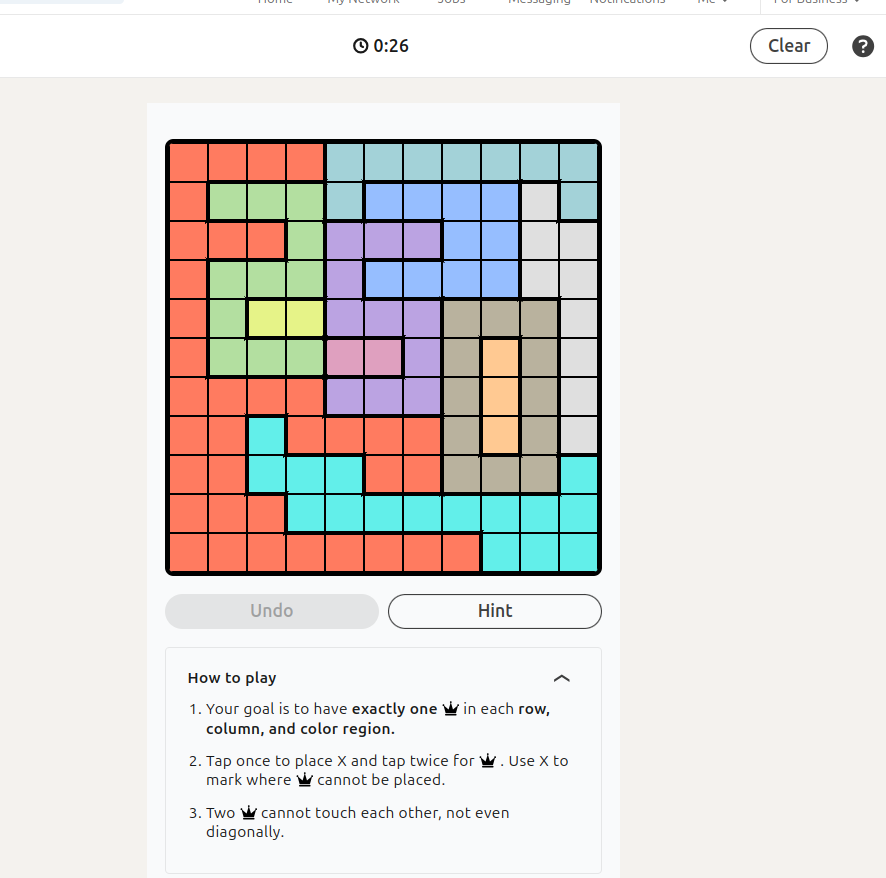 Home My Network Jobs Messaging Notifications Me For Business
0:26
Clear
?
Undo
Hint
How to play
1. Your goal is to have exactly one in each row,
column, and color region.
2. Tap once to place X and tap twice for . Use X to
mark where cannot be placed.
3. Two cannot touch each other, not even
diagonally.